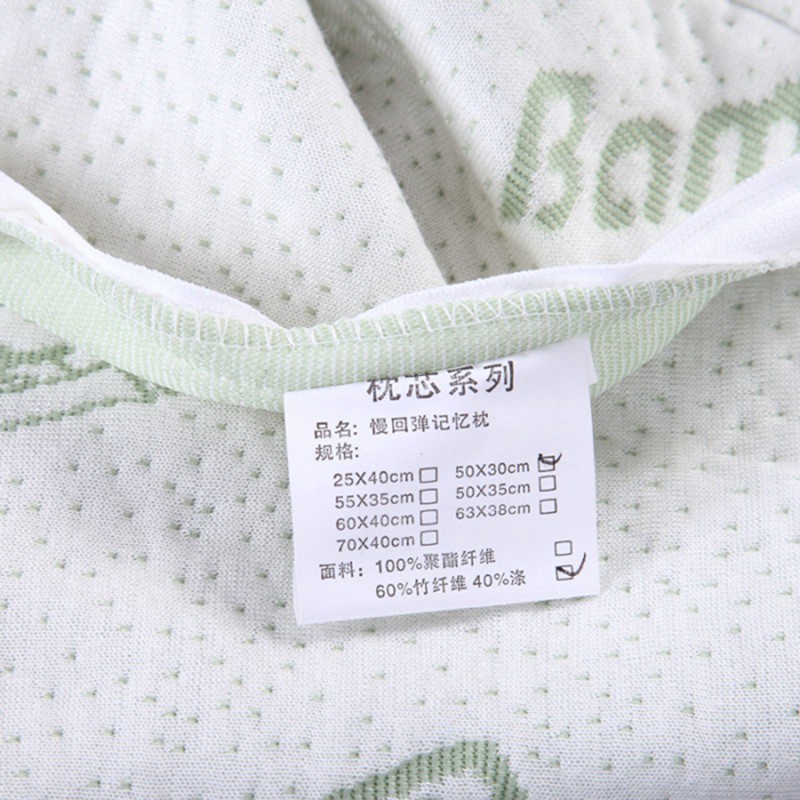 Bam
枕芯系列
品名: 慢回弹记忆枕
规格:
25X40cm 50X30cm
55X35cm 50X35cm
60X40cm 63X38cm
70X40cm
面料: 100%聚酯纤维
60%竹纤维 40%涤